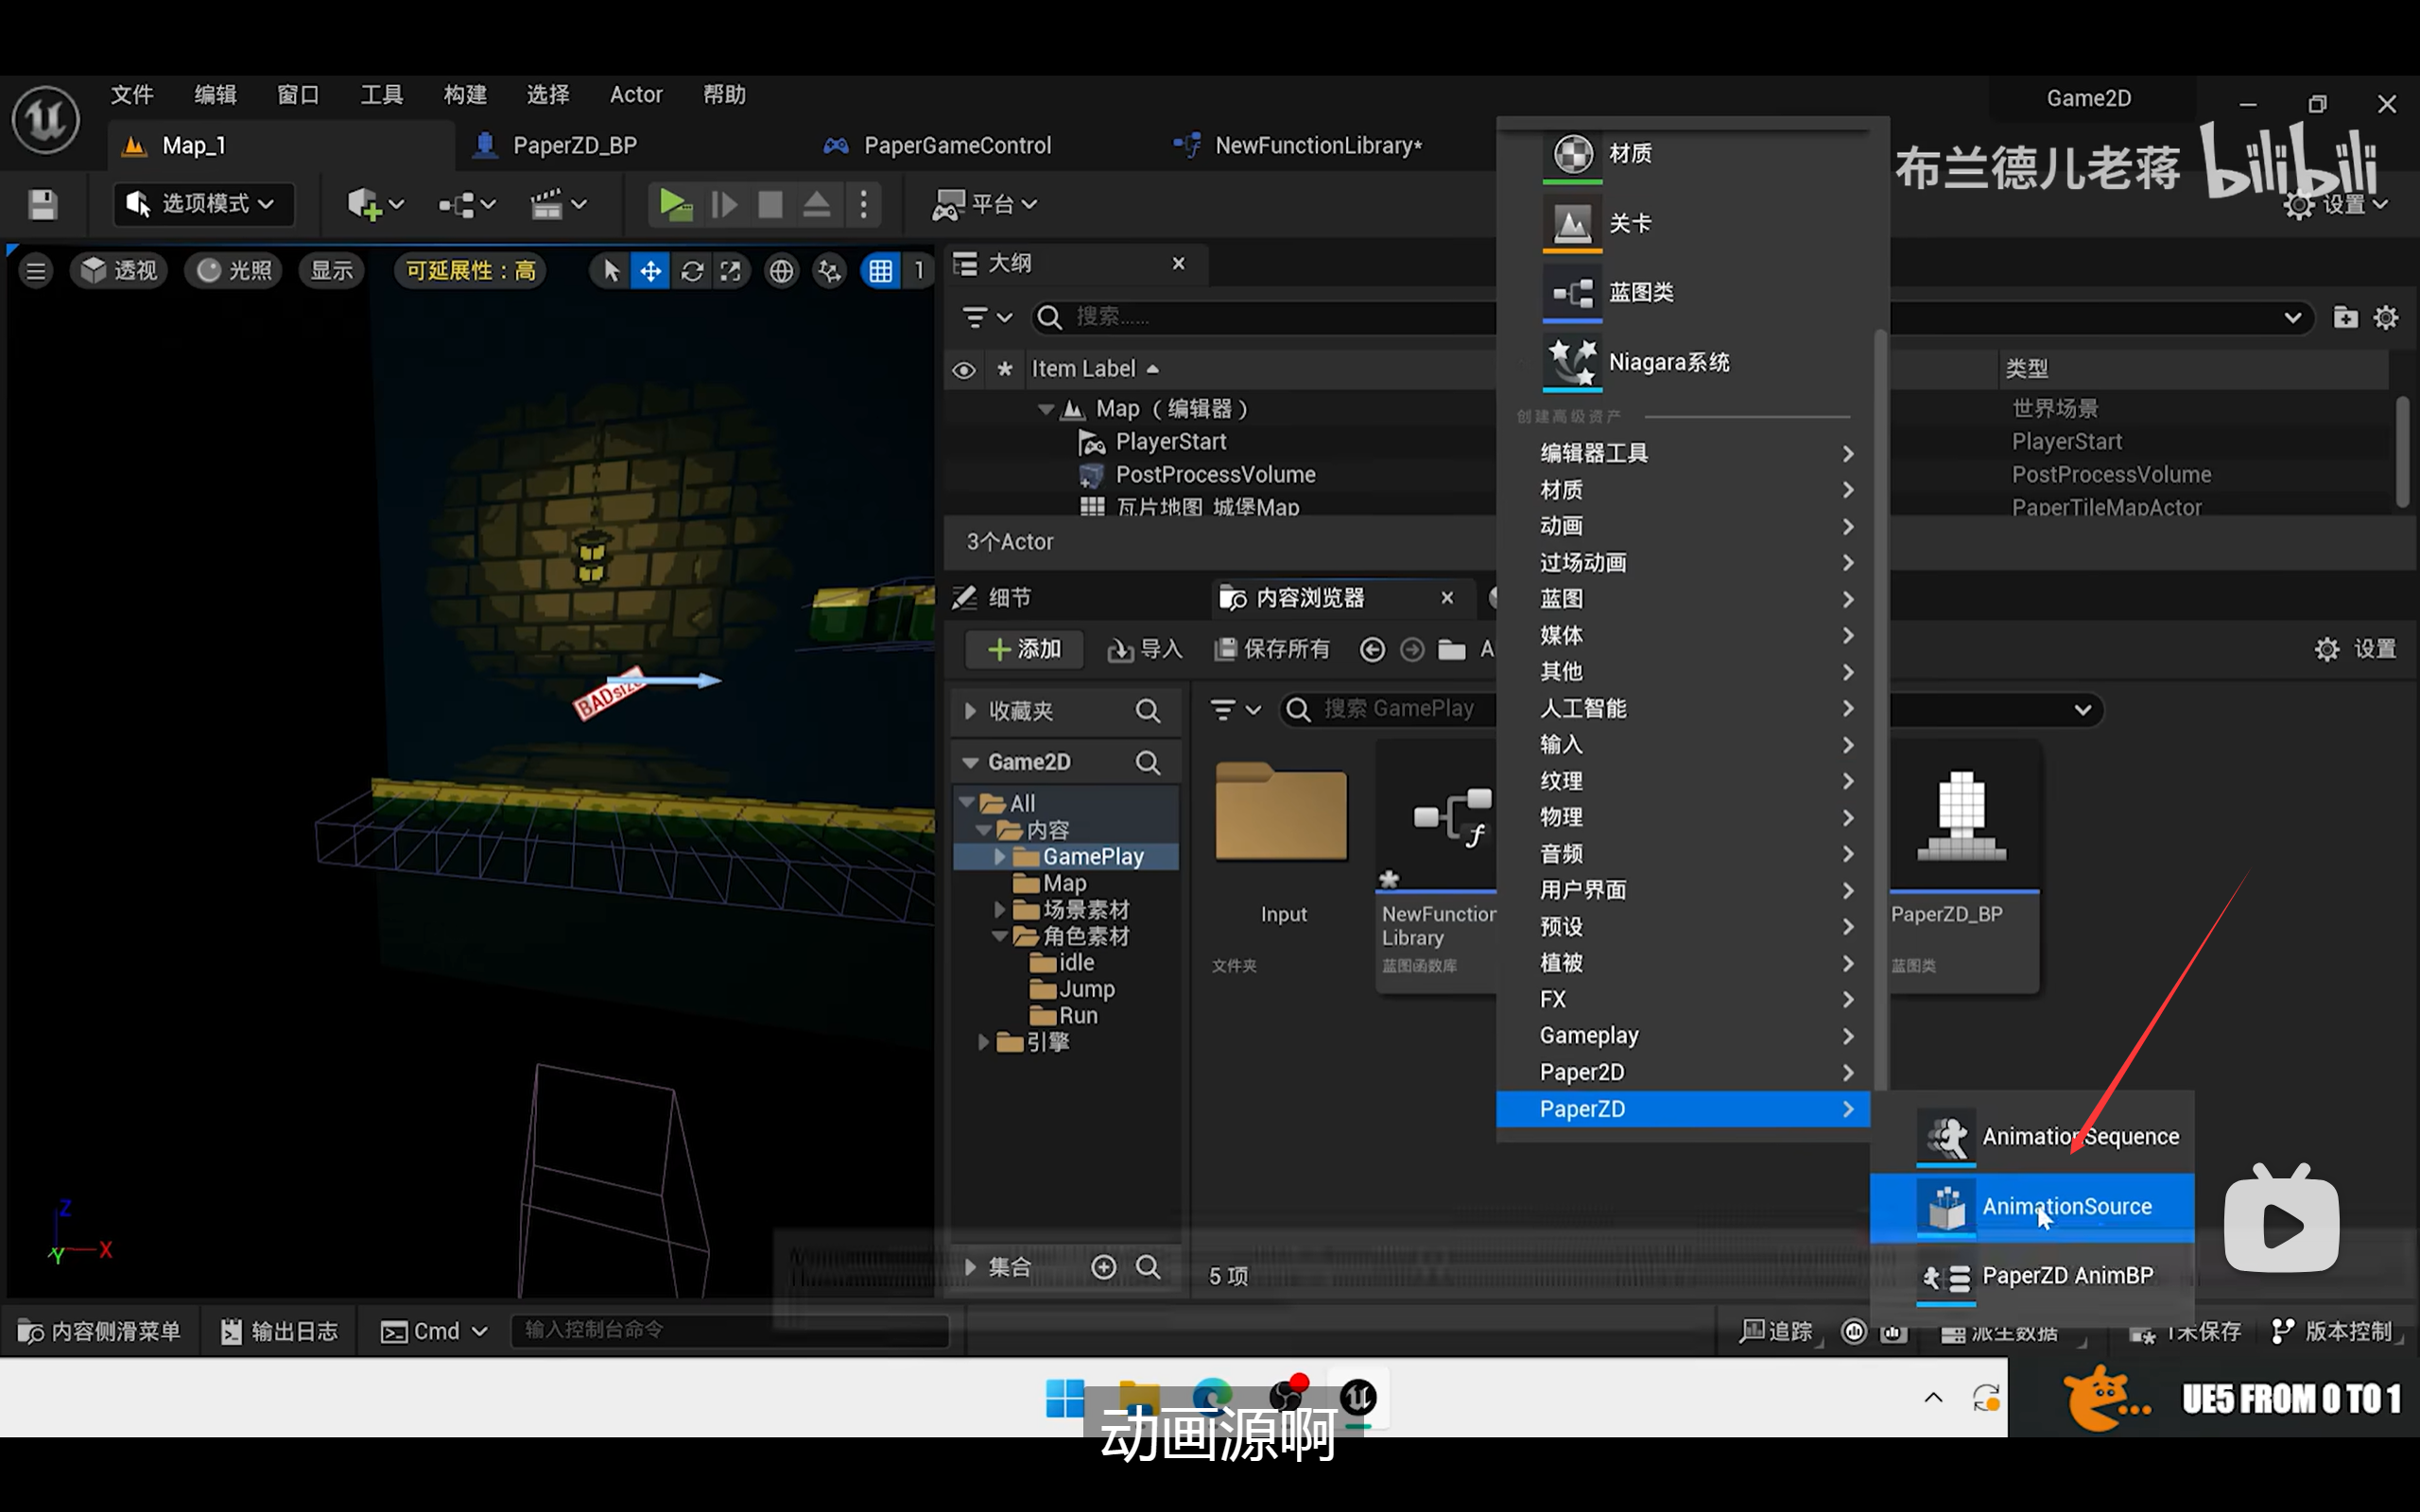 文件 编辑 窗口 工具 构建 选择 Actor 帮助
Game2D
Map_1 PaperZD_BP PaperGameControl NewFunctionLibrary*
布兰德儿老蒋 bilibili
选项模式 平台 设置
透视 光照 显示 可延展性：高 1
大纲
搜索......
Item Label 类型
Map（编辑器） 世界场景
PlayerStart PlayerStart
PostProcessVolume PostProcessVolume
瓦片地图_城堡Map PaperTileMapActor
3个Actor
细节 内容浏览器
添加 导入 保存所有 A 设置
收藏夹
搜索 GamePlay
Game2D
All
内容
GamePlay
Map
场景素材
角色素材
idle
Jump
Run
引擎
集合
Input
文件夹
NewFunction
Library
蓝图函数库
PaperZD_BP
蓝图类
5 项
BADsize
材质
关卡
蓝图类
Niagara系统
创建高级资产
编辑器工具
材质
动画
过场动画
蓝图
媒体
其他
人工智能
输入
纹理
物理
音频
用户界面
预设
植被
FX
Gameplay
Paper2D
PaperZD
AnimationSequence
AnimationSource
PaperZD AnimBP
Z
Y X
内容侧滑菜单 输出日志 Cmd 输入控制台命令 追踪 派生数据 1未保存 版本控制
UE5 FROM 0 TO 1
动画源啊